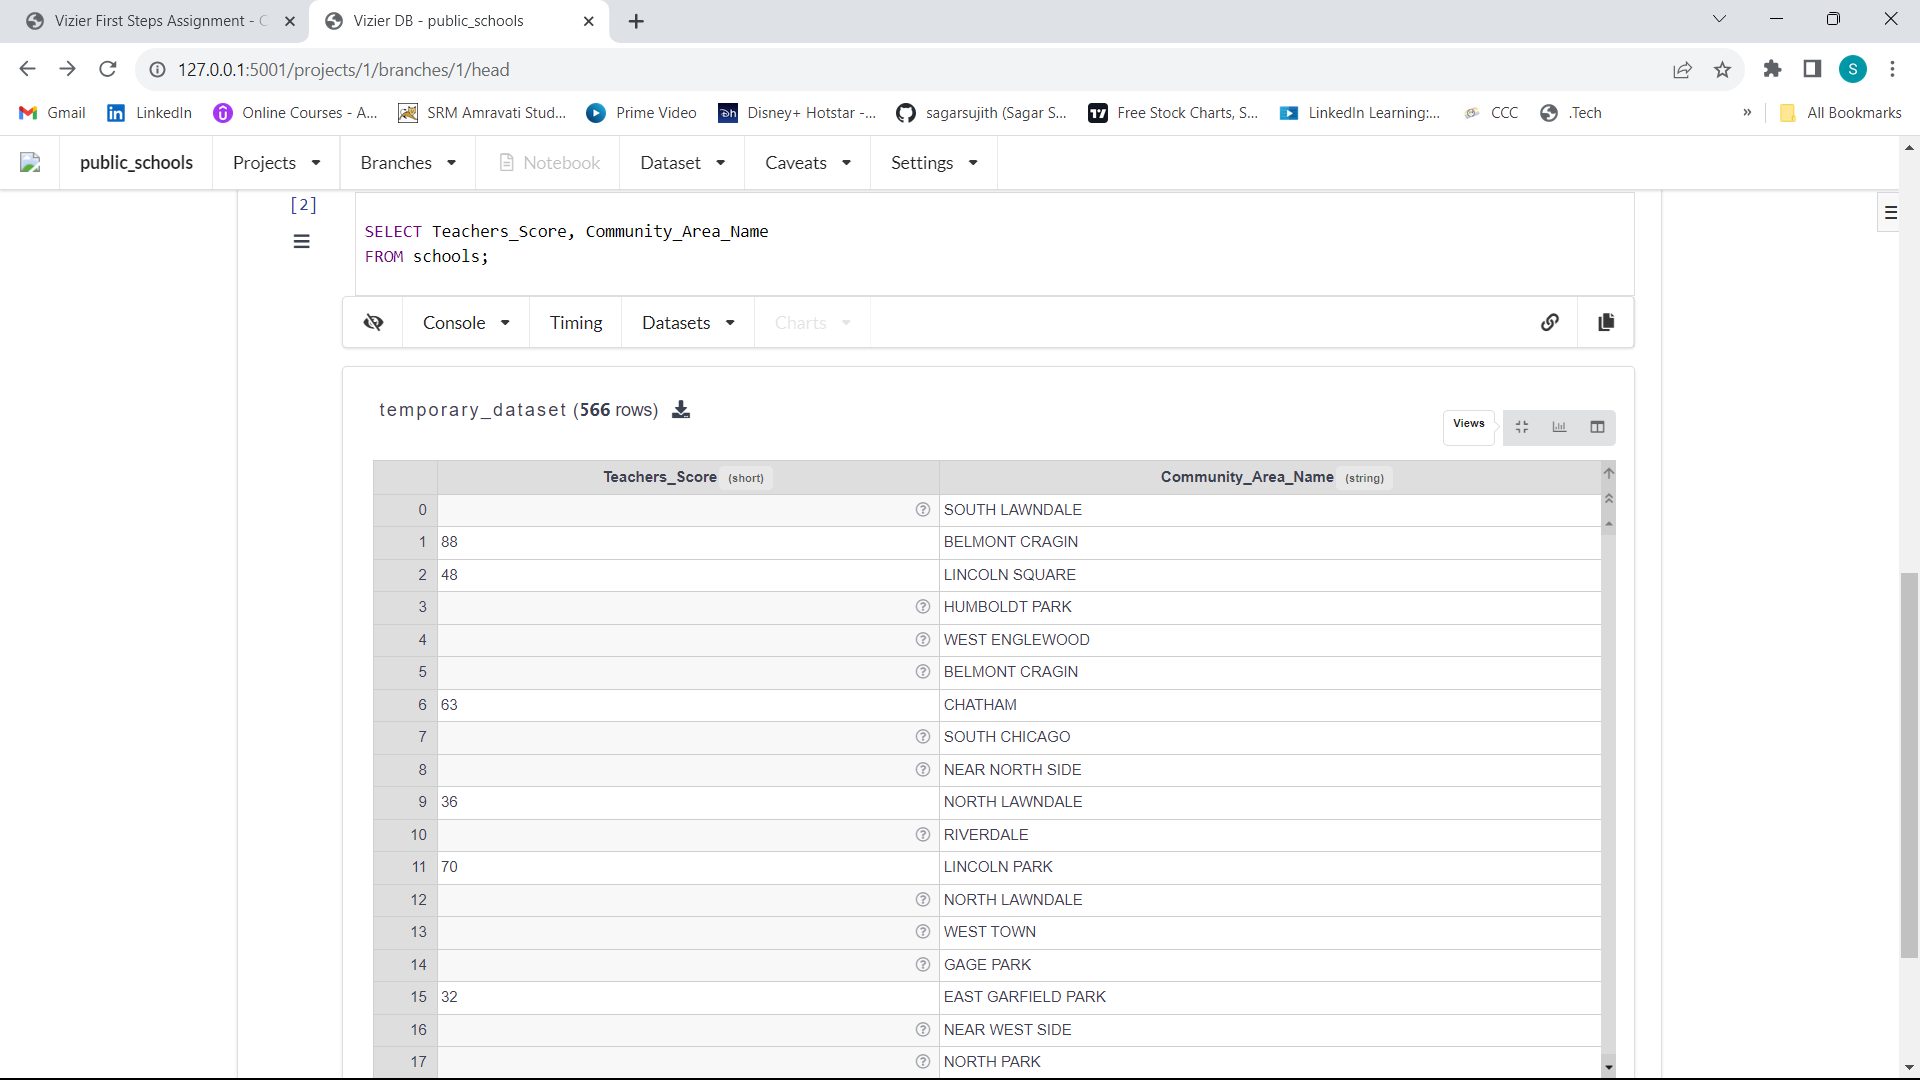 Vizier First Steps Assignment - C
Vizier DB - public_schools
127.0.0.1:5001/projects/1/branches/1/head
S
Gmail
LinkedIn
Online Courses - A...
SRM Amravati Stud...
Prime Video
Disney+ Hotstar -...
sagarsujith (Sagar S...
Free Stock Charts, S...
LinkedIn Learning:...
CCC
.Tech
»
All Bookmarks
public_schools
Projects
Branches
Notebook
Dataset
Caveats
Settings
[2]
SELECT Teachers_Score, Community_Area_Name
FROM schools;
Console
Timing
Datasets
Charts
temporary_dataset (566 rows)
Views
Teachers_Score (short) Community_Area_Name (string)
0 SOUTH LAWNDALE
1 88 BELMONT CRAGIN
2 48 LINCOLN SQUARE
3 HUMBOLDT PARK
4 WEST ENGLEWOOD
5 BELMONT CRAGIN
6 63 CHATHAM
7 SOUTH CHICAGO
8 NEAR NORTH SIDE
9 36 NORTH LAWNDALE
10 RIVERDALE
11 70 LINCOLN PARK
12 NORTH LAWNDALE
13 WEST TOWN
14 GAGE PARK
15 32 EAST GARFIELD PARK
16 NEAR WEST SIDE
17 NORTH PARK